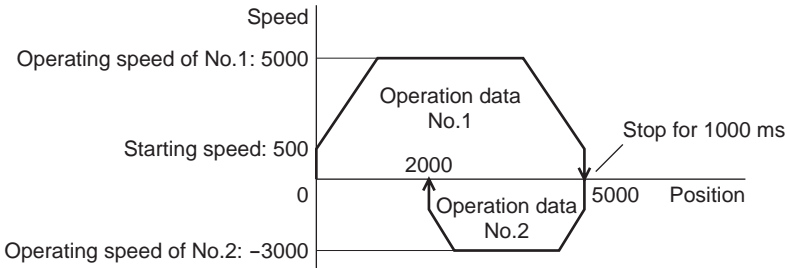 Speed
Operating speed of No.1: 5000
Operation data
No.1
Stop for 1000 ms
Starting speed: 500
2000
0
5000
Position
Operation data
No.2
Operating speed of No.2: −3000